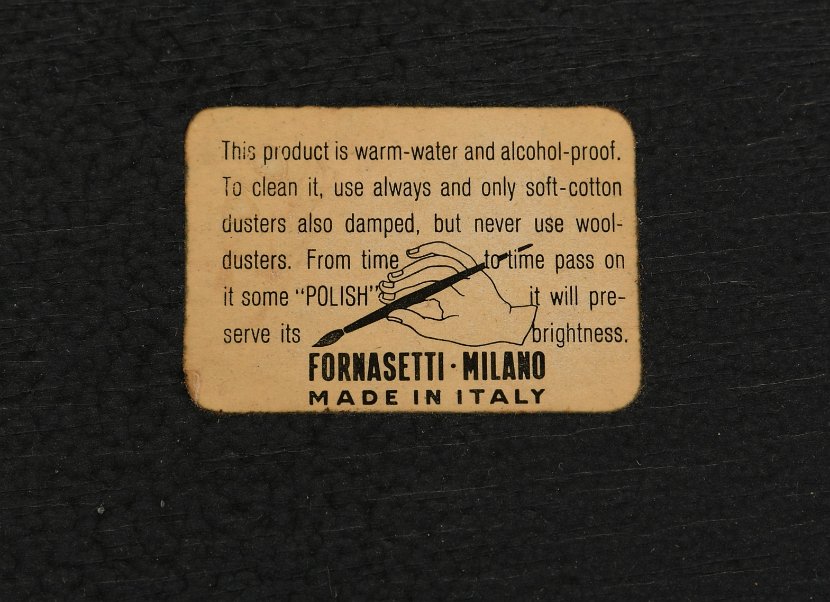 This product is warm-water and alcohol-proof.
To clean it, use always and only soft-cotton
dusters also damped, but never use wool-
dusters. From time to time pass on
it some "POLISH" it will pre-
serve its brightness.
FORNASETTI · MILANO
MADE IN ITALY